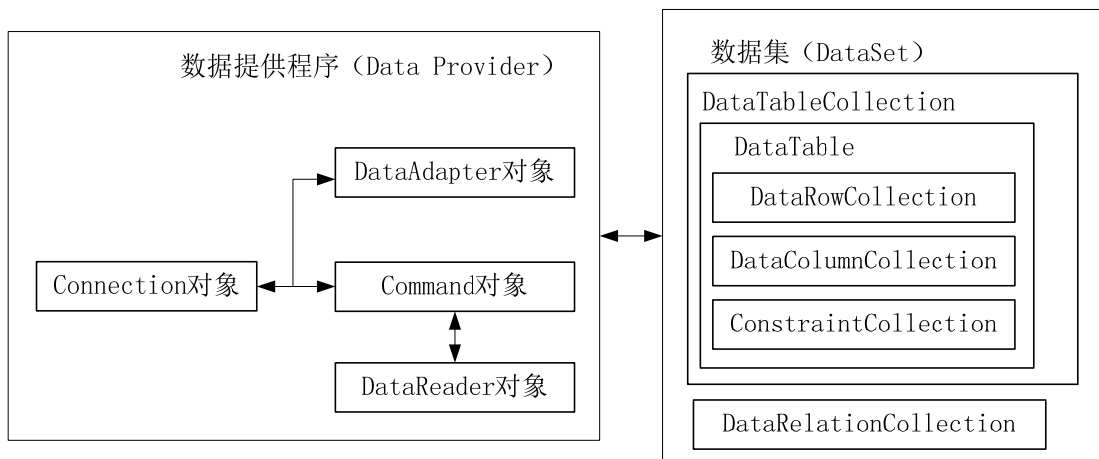 数据提供程序（Data Provider）
DataAdapter对象
Connection对象
Command对象
DataReader对象
数据集（DataSet）
DataTableCollection
DataTable
DataRowCollection
DataColumnCollection
ConstraintCollection
DataRelationCollection